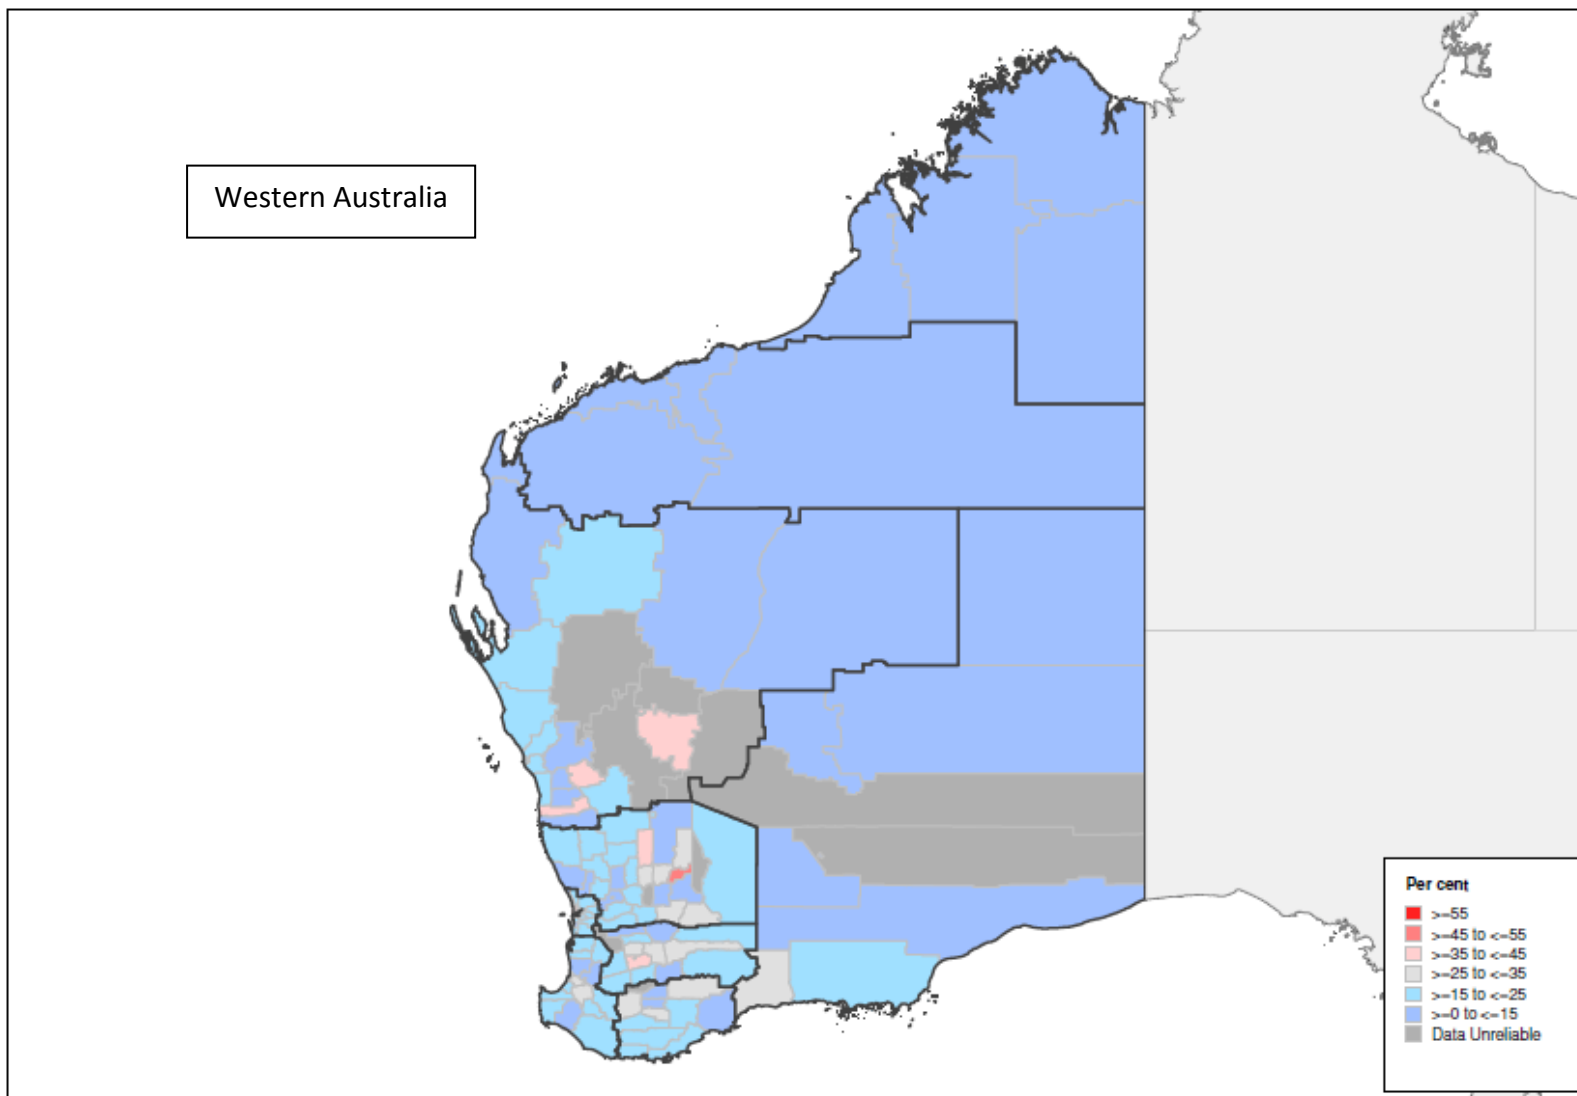 Western Australia
Per cent
>=55
>=45 to <=55
>=35 to <=45
>=25 to <=35
>=15 to <=25
>=0 to <=15
Data Unreliable